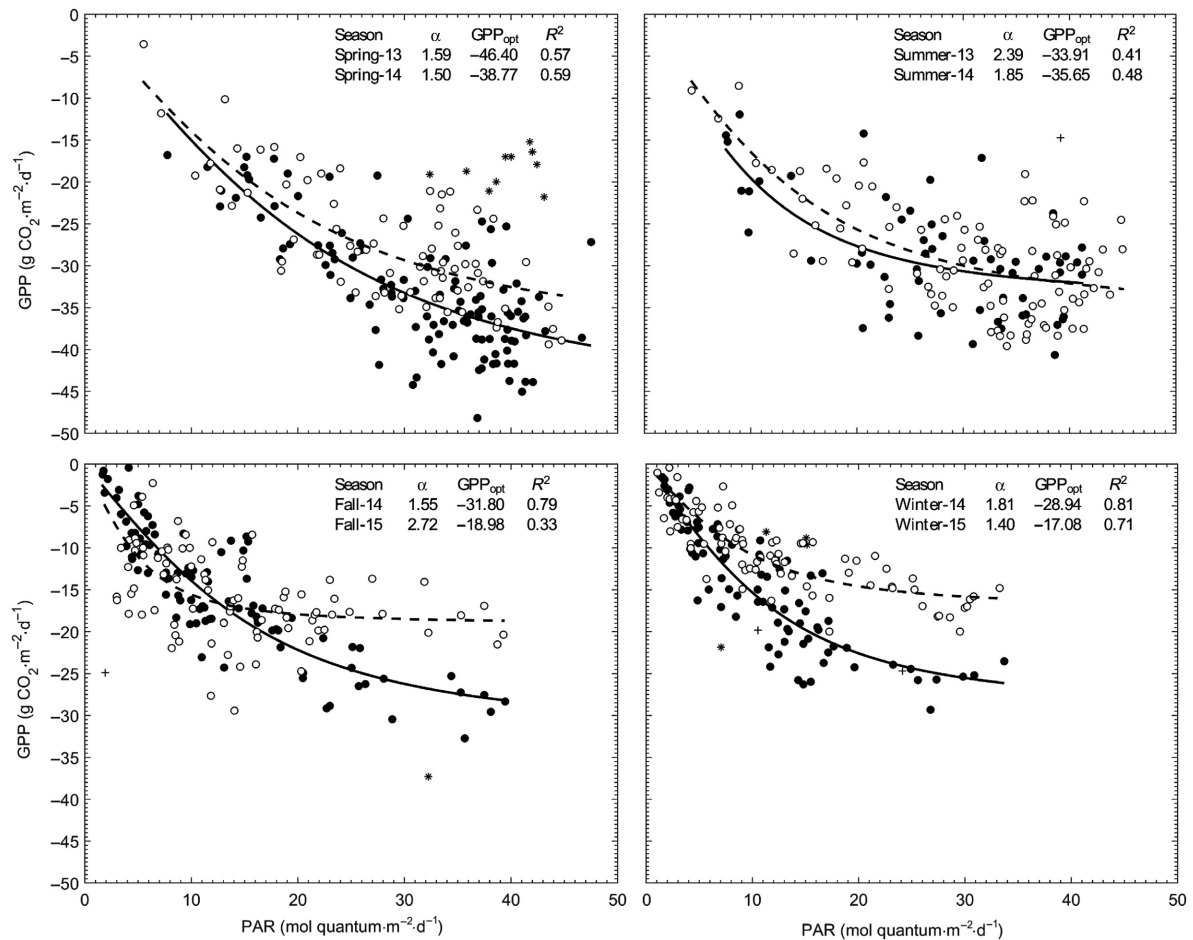 Season α GPPopt R²
Spring-13 1.59 −46.40 0.57
Spring-14 1.50 −38.77 0.59
0
−5
−10
−15
−20
−25
−30
−35
−40
−45
−50
GPP (g CO₂·m⁻²·d⁻¹)
Season α GPPopt R²
Summer-13 2.39 −33.91 0.41
Summer-14 1.85 −35.65 0.48
Season α GPPopt R²
Fall-14 1.55 −31.80 0.79
Fall-15 2.72 −18.98 0.33
0
−5
−10
−15
−20
−25
−30
−35
−40
−45
−50
GPP (g CO₂·m⁻²·d⁻¹)
0 10 20 30 40 50
PAR (mol quantum·m⁻²·d⁻¹)
Season α GPPopt R²
Winter-14 1.81 −28.94 0.81
Winter-15 1.40 −17.08 0.71
0 10 20 30 40 50
PAR (mol quantum·m⁻²·d⁻¹)